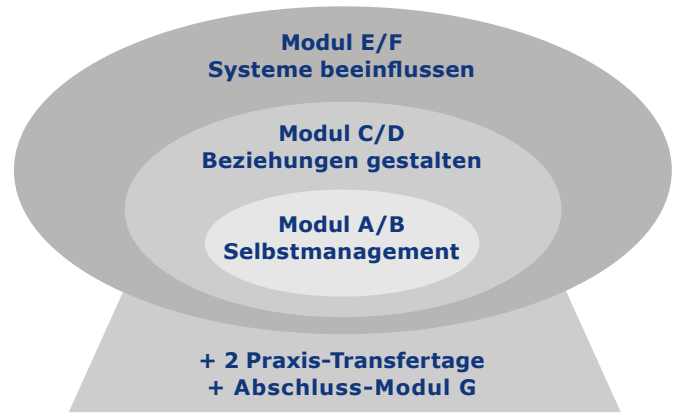 Modul E/F
Systeme beeinflussen
Modul C/D
Beziehungen gestalten
Modul A/B
Selbstmanagement
+ 2 Praxis-Transfertage
+ Abschluss-Modul G